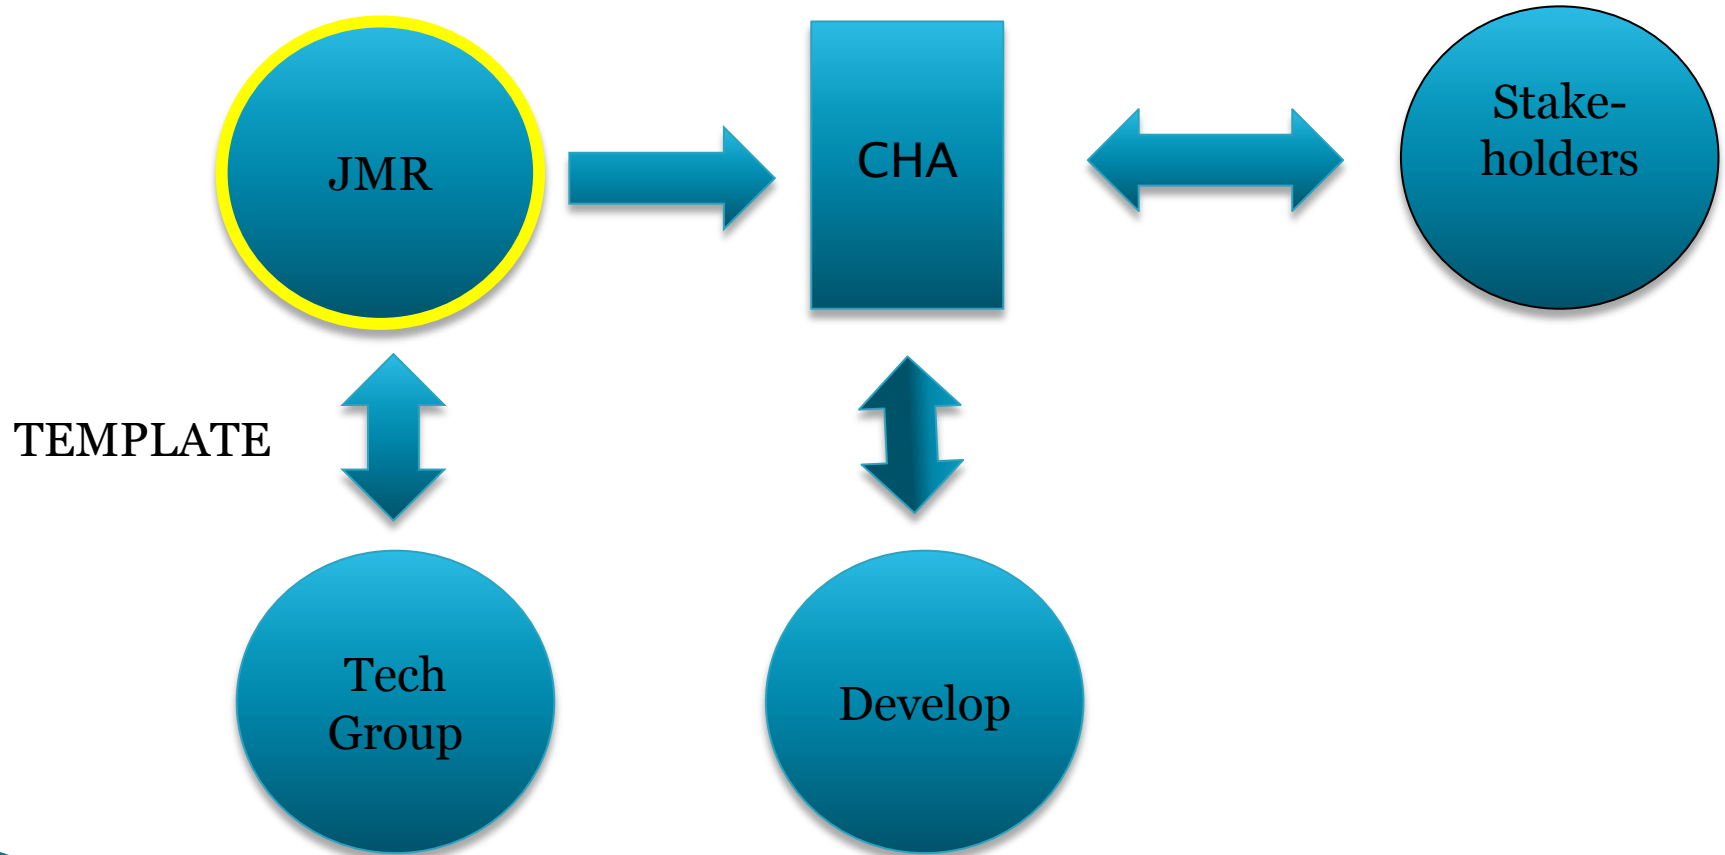 JMR
CHA
Stake-
holders
TEMPLATE
Tech
Group
Develop